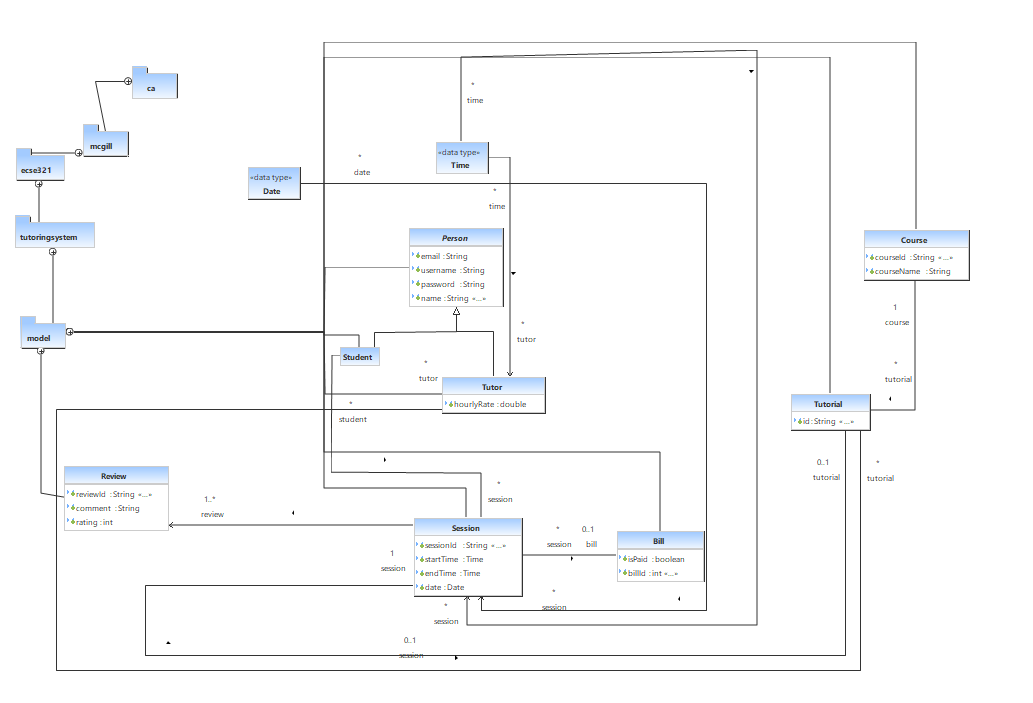 ca
mcgill
ecse321
tutoringsystem
model
*
time
«data type»
Time
*
date
«data type»
Date
*
time
Person
email : String
username : String
password : String
name : String «...»
Course
courseId : String «...»
courseName : String
1
course
*
tutorial
*
tutor
Student
*
tutor
Tutor
hourlyRate : double
*
student
Tutorial
id : String «...»
0..1
tutorial
*
tutorial
Review
reviewId : String «...»
comment : String
rating : int
1..*
review
*
session
Session
sessionId : String «...»
startTime : Time
endTime : Time
date : Date
1
session
*
session
0..1
bill
Bill
isPaid : boolean
billId : int «...»
*
session
*
session
0..1
session